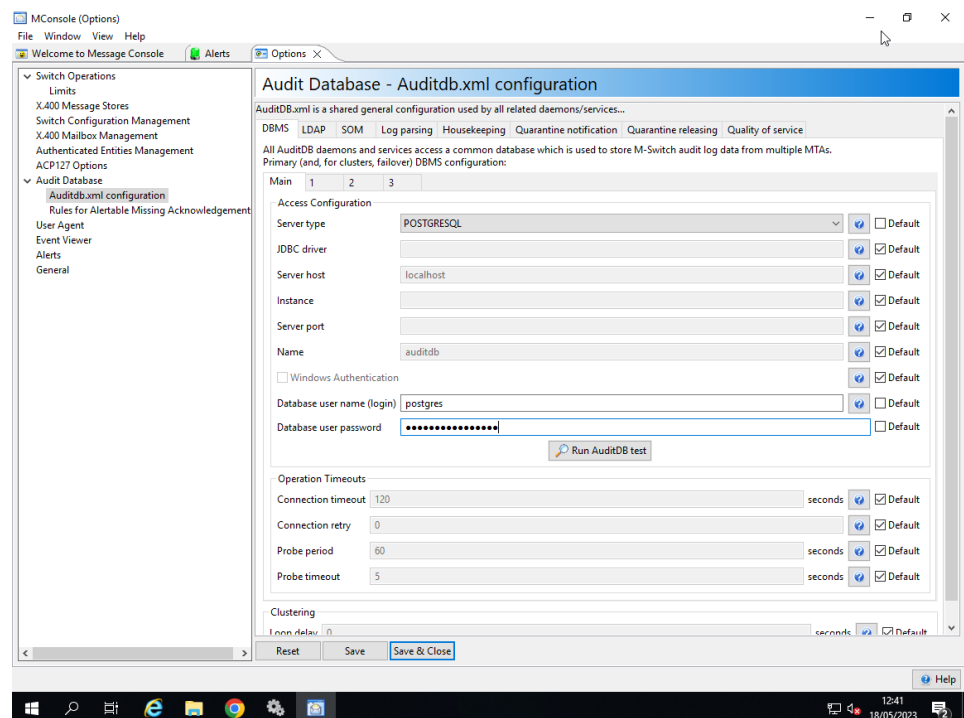 MConsole (Options)
File Window View Help
Welcome to Message Console Alerts Options
Switch Operations
Limits
X.400 Message Stores
Switch Configuration Management
X.400 Mailbox Management
Authenticated Entities Management
ACP127 Options
Audit Database
Auditdb.xml configuration
Rules for Alertable Missing Acknowledgement
User Agent
Event Viewer
Alerts
General
Audit Database - Auditdb.xml configuration
AuditDB.xml is a shared general configuration used by all related daemons/services...
DBMS LDAP SOM Log parsing Housekeeping Quarantine notification Quarantine releasing Quality of service
All AuditDB daemons and services access a common database which is used to store M-Switch audit log data from multiple MTAs.
Primary (and, for clusters, failover) DBMS configuration:
Main 1 2 3
Access Configuration
Server type POSTGRESQL Default
JDBC driver Default
Server host localhost Default
Instance Default
Server port Default
Name auditdb Default
Windows Authentication Default
Database user name (login) postgres Default
Database user password •••••••••••••••• Default
Run AuditDB test
Operation Timeouts
Connection timeout 120 seconds Default
Connection retry 0 Default
Probe period 60 seconds Default
Probe timeout 5 seconds Default
Clustering
Loop delay 0 seconds Default
Reset Save Save & Close
Help
12:41
18/05/2023